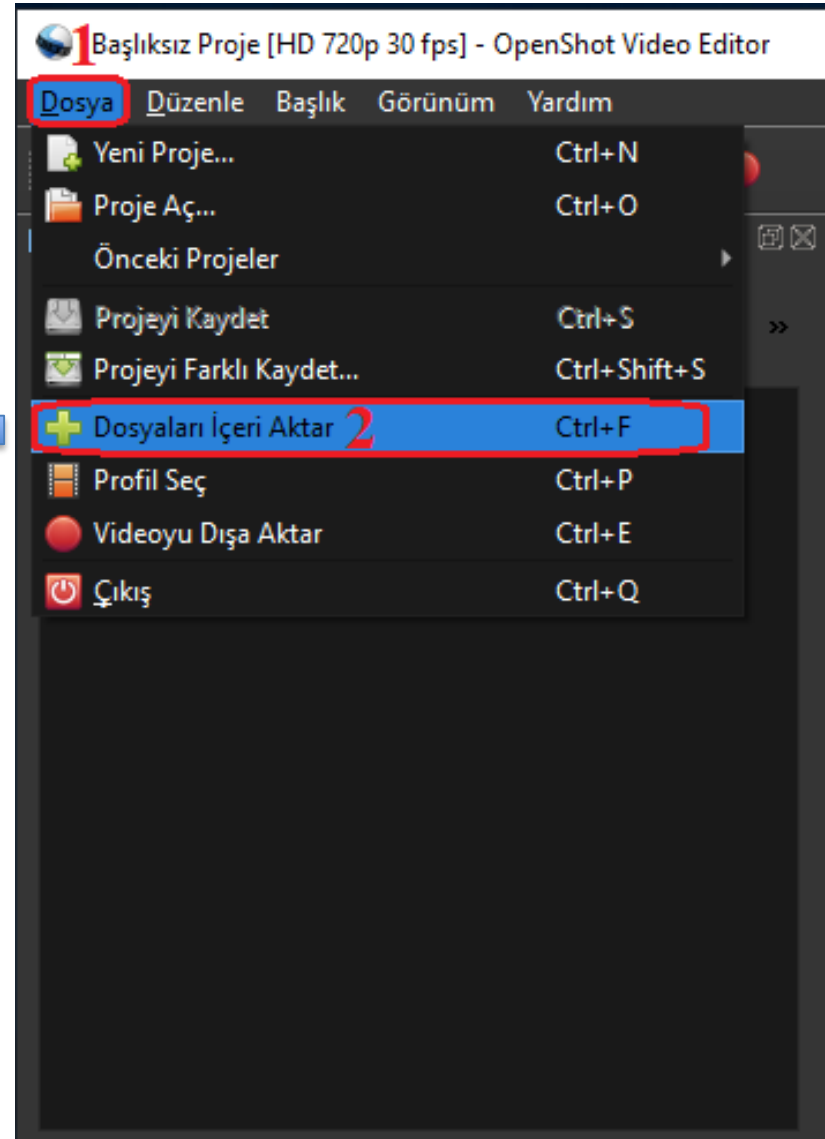 1 Başlıksız Proje [HD 720p 30 fps] - OpenShot Video Editor
Dosya Düzenle Başlık Görünüm Yardım
Yeni Proje... Ctrl+N
Proje Aç... Ctrl+O
Önceki Projeler
Projeyi Kaydet Ctrl+S
Projeyi Farklı Kaydet... Ctrl+Shift+S
Dosyaları İçeri Aktar 2 Ctrl+F
Profil Seç Ctrl+P
Videoyu Dışa Aktar Ctrl+E
Çıkış Ctrl+Q